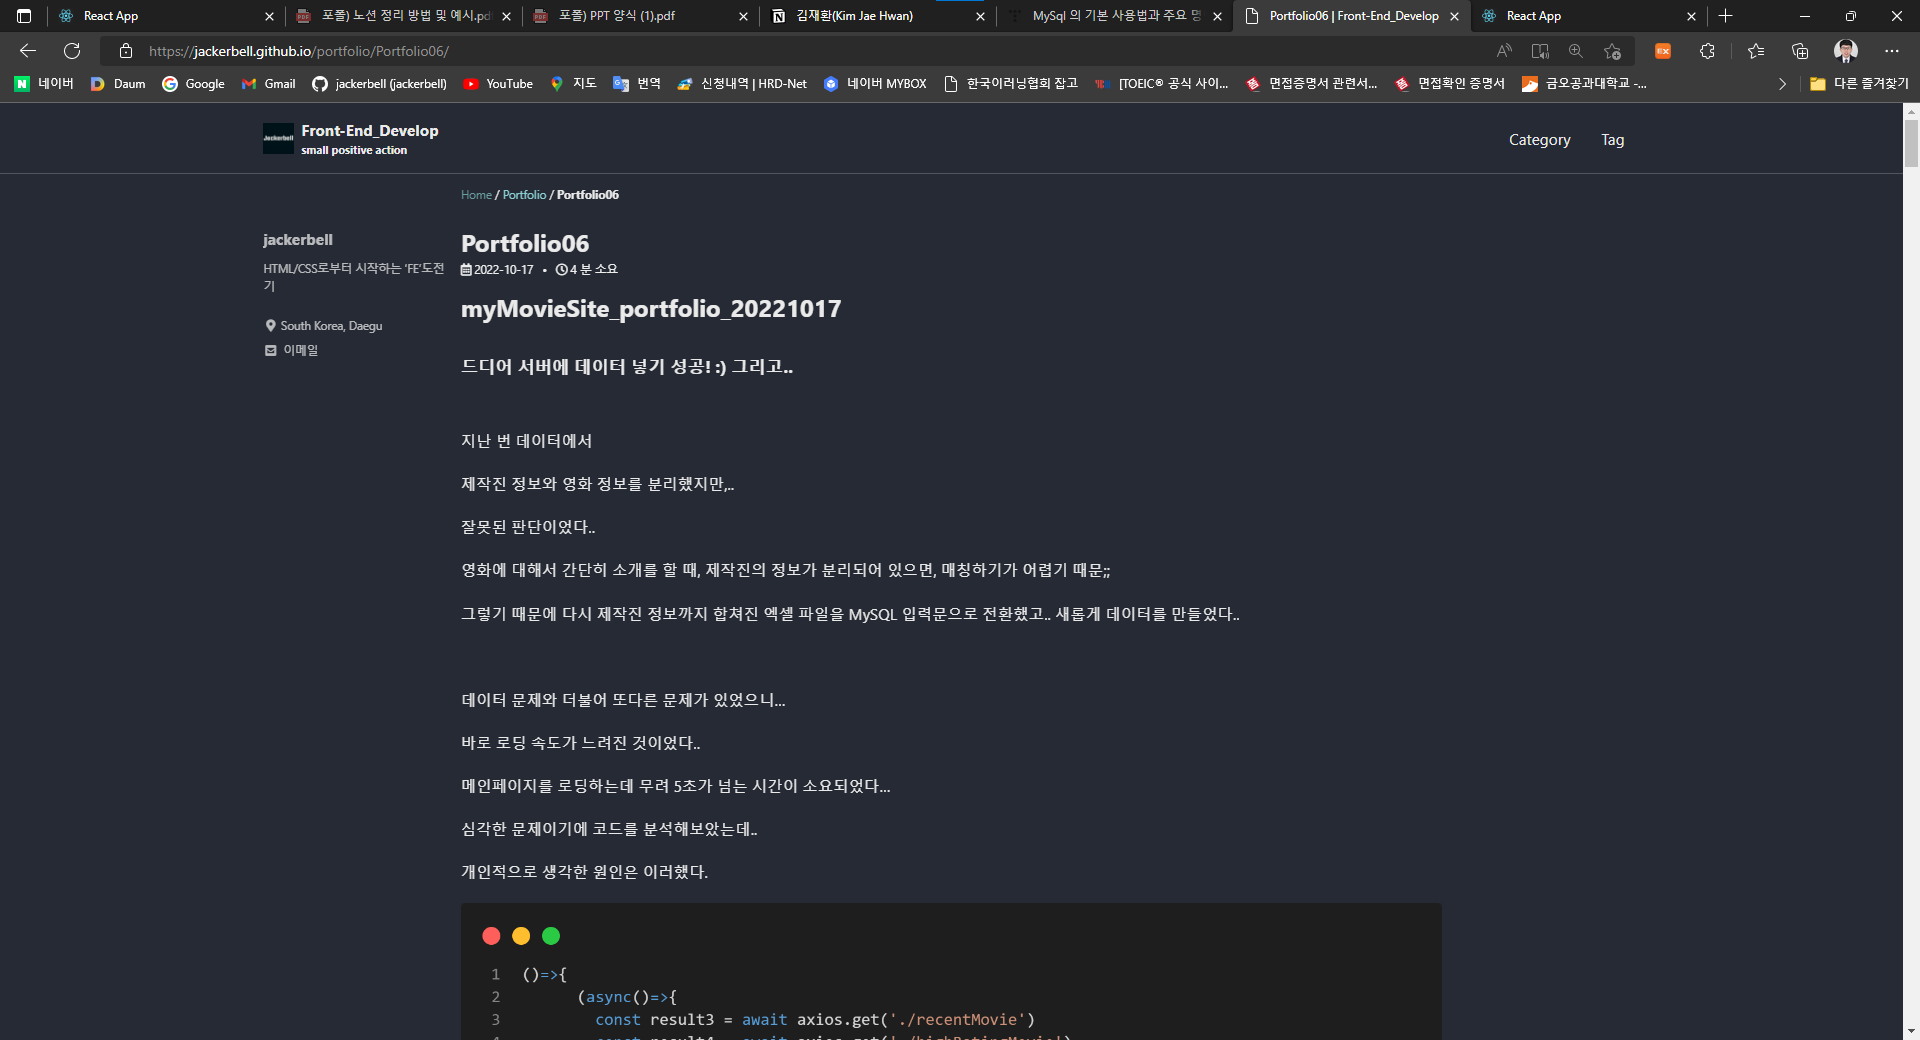 React App
포폴) 노션 정리 방법 및 예시.pd
포폴) PPT 양식 (1).pdf
김재환(Kim Jae Hwan)
MySql 의 기본 사용법과 주요 명
Portfolio06 | Front-End_Develop
React App
https://jackerbell.github.io/portfolio/Portfolio06/
네이버
Daum
Google
Gmail
jackerbell (jackerbell)
YouTube
지도
번역
신청내역 | HRD-Net
네이버 MYBOX
한국이러닝협회 잡고
[TOEIC® 공식 사이...
면접증명서 관련서...
면접확인 증명서
금오공과대학교 -...
다른 즐겨찾기
Jackerbell
Front-End_Develop
small positive action
Category
Tag
Home / Portfolio / Portfolio06
jackerbell
HTML/CSS로부터 시작하는 'FE'도전
기
South Korea, Daegu
이메일
Portfolio06
2022-10-17 • 4 분 소요
myMovieSite_portfolio_20221017
드디어 서버에 데이터 넣기 성공! :) 그리고..
지난 번 데이터에서
제작진 정보와 영화 정보를 분리했지만,..
잘못된 판단이었다..
영화에 대해서 간단히 소개를 할 때, 제작진의 정보가 분리되어 있으면, 매칭하기가 어렵기 때문;;
그렇기 때문에 다시 제작진 정보까지 합쳐진 엑셀 파일을 MySQL 입력문으로 전환했고.. 새롭게 데이터를 만들었다..
데이터 문제와 더불어 또다른 문제가 있었으니...
바로 로딩 속도가 느려진 것이었다..
메인페이지를 로딩하는데 무려 5초가 넘는 시간이 소요되었다...
심각한 문제이기에 코드를 분석해보았는데..
개인적으로 생각한 원인은 이러했다.
1 ()=>{
2 (async()=>{
3 const result3 = await axios.get('./recentMovie')
4 const result4 = await axios.get('./highRatingMovie')